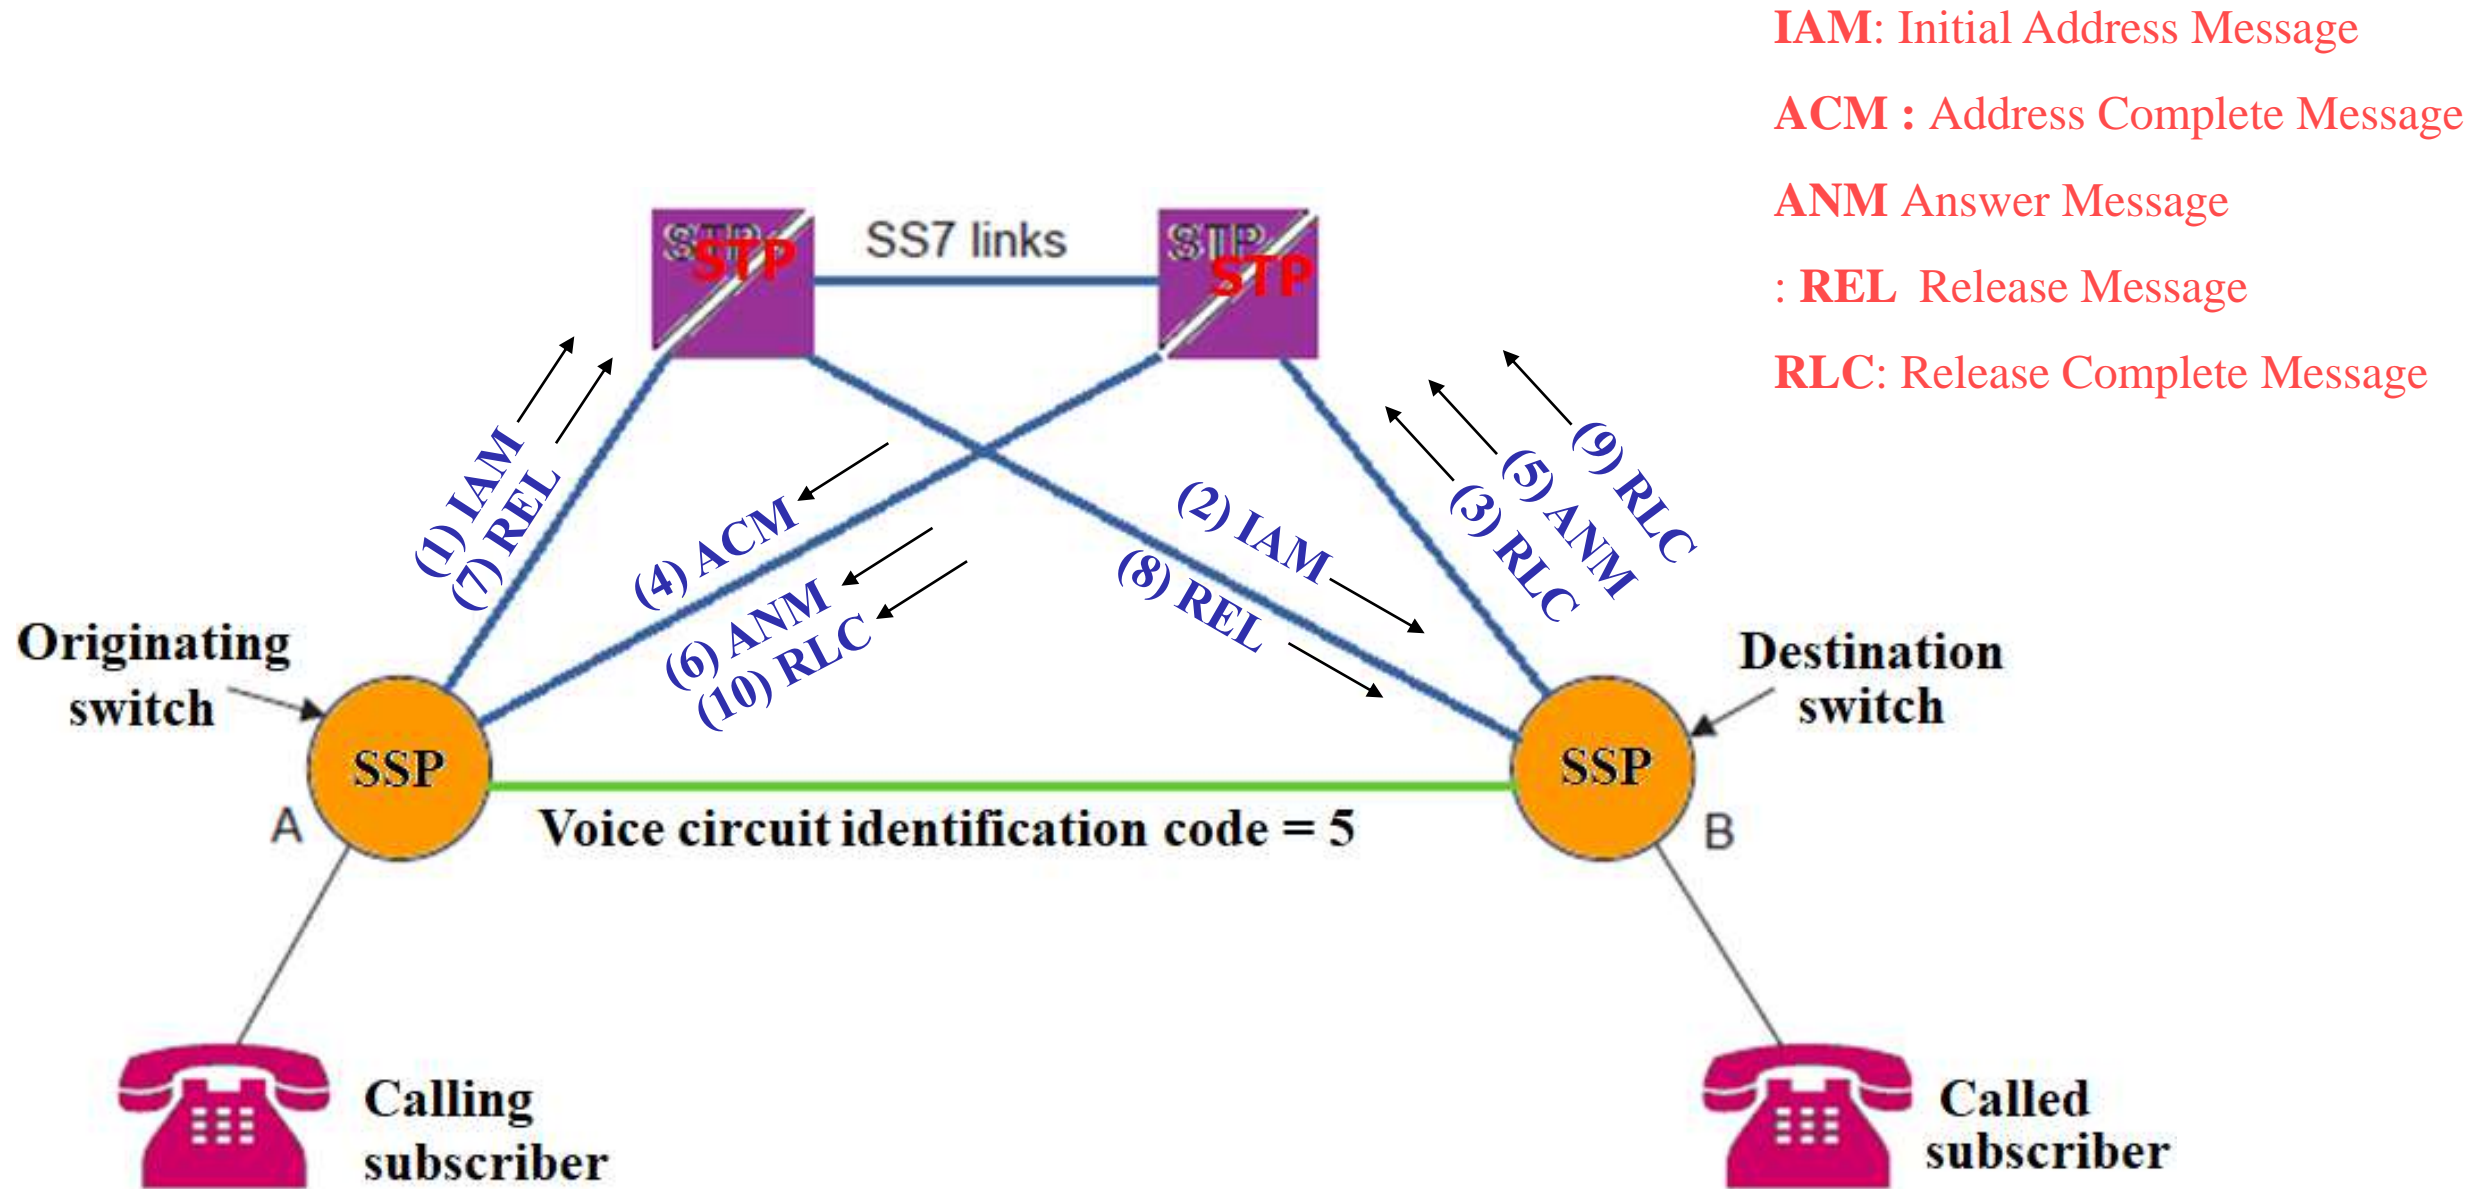 IAM: Initial Address Message
ACM : Address Complete Message
ANM Answer Message
: REL Release Message
RLC: Release Complete Message
STP
STP
SS7 links
STP
STP
(1) IAM
(7) REL
(4) ACM
(6) ANM
(10) RLC
(2) IAM
(8) REL
(9) RLC
(5) ANM
(3) RLC
Originating
switch
Destination
switch
SSP
SSP
A
Voice circuit identification code = 5
B
Calling
subscriber
Called
subscriber